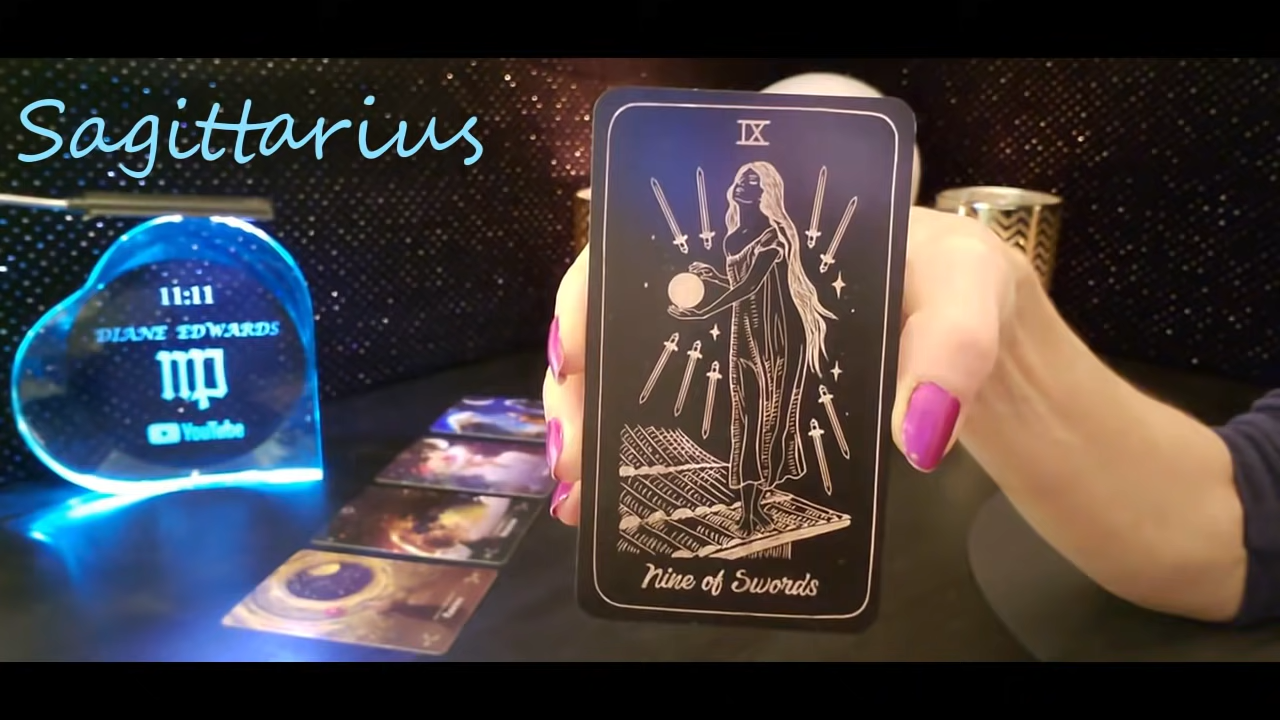 Sagittarius
11:11
DIANE EDWARDS
♍
YouTube
IX
Nine of Swords